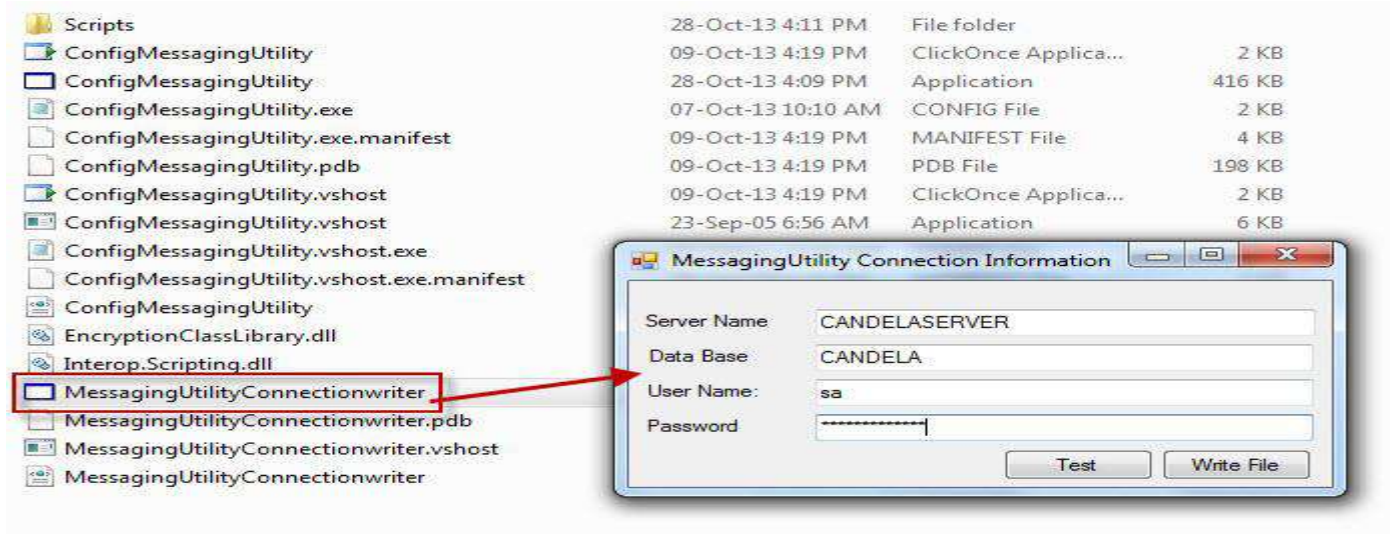 Scripts 28-Oct-13 4:11 PM File folder
ConfigMessagingUtility 09-Oct-13 4:19 PM ClickOnce Applica... 2 KB
ConfigMessagingUtility 28-Oct-13 4:09 PM Application 416 KB
ConfigMessagingUtility.exe 07-Oct-13 10:10 AM CONFIG File 2 KB
ConfigMessagingUtility.exe.manifest 09-Oct-13 4:19 PM MANIFEST File 4 KB
ConfigMessagingUtility.pdb 09-Oct-13 4:19 PM PDB File 198 KB
ConfigMessagingUtility.vshost 09-Oct-13 4:19 PM ClickOnce Applica... 2 KB
ConfigMessagingUtility.vshost 23-Sep-05 6:56 AM Application 6 KB
ConfigMessagingUtility.vshost.exe
ConfigMessagingUtility.vshost.exe.manifest
ConfigMessagingUtility
EncryptionClassLibrary.dll
Interop.Scripting.dll
MessagingUtilityConnectionwriter
MessagingUtilityConnectionwriter.pdb
MessagingUtilityConnectionwriter.vshost
MessagingUtilityConnectionwriter
MessagingUtility Connection Information
Server Name CANDELASERVER
Data Base CANDELA
User Name: sa
Password *************
Test Write File